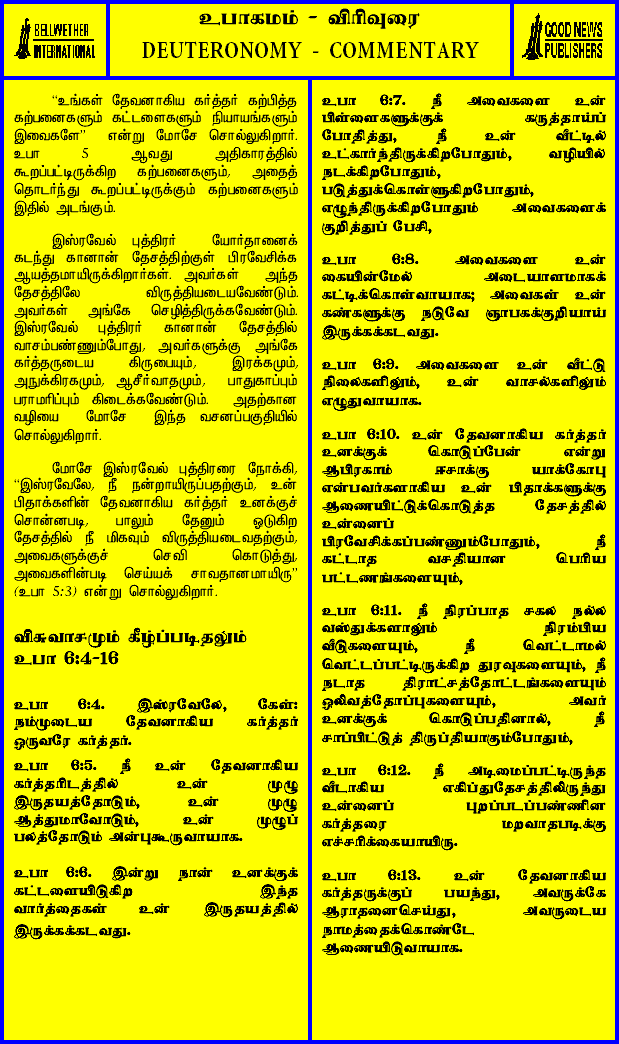 BELLWETHER
INTERNATIONAL
உபாகமம் - விரிவுரை
DEUTERONOMY - COMMENTARY
GOOD NEWS
PUBLISHERS
“உங்கள் தேவனாகிய கர்த்தர் கற்பித்த
கற்பனைகளும் கட்டளைகளும் நியாயங்களும்
இவைகளே” என்று மோசே சொல்லுகிறார்.
உபா 5 ஆவது அதிகாரத்தில்
கூறப்பட்டிருக்கிற கற்பனைகளும், அதைத்
தொடர்ந்து கூறப்பட்டிருக்கும் கற்பனைகளும்
இதில் அடங்கும்.
இஸ்ரவேல் புத்திரர் யோர்தானைக்
கடந்து கானான் தேசத்திற்குள் பிரவேசிக்க
ஆயத்தமாயிருக்கிறார்கள். அவர்கள் அந்த
தேசத்திலே விருத்தியடையவேண்டும்.
அவர்கள் அங்கே செழித்திருக்கவேண்டும்.
இஸ்ரவேல் புத்திரர் கானான் தேசத்தில்
வாசம்பண்ணும்போது, அவர்களுக்கு அங்கே
கர்த்தருடைய கிருபையும், இரக்கமும்,
அநுக்கிரகமும், ஆசீர்வாதமும், பாதுகாப்பும்
பராமரிப்பும் கிடைக்கவேண்டும். அதற்கான
வழியை மோசே இந்த வசனப்பகுதியில்
சொல்லுகிறார்.
மோசே இஸ்ரவேல் புத்திரரை நோக்கி,
“இஸ்ரவேலே, நீ நன்றாயிருப்பதற்கும், உன்
பிதாக்களின் தேவனாகிய கர்த்தர் உனக்குச்
சொன்னபடி, பாலும் தேனும் ஓடுகிற
தேசத்தில் நீ மிகவும் விருத்தியடைவதற்கும்,
அவைகளுக்குச் செவி கொடுத்து,
அவைகளின்படி செய்யச் சாவதானமாயிரு”
(உபா 5:3) என்று சொல்லுகிறார்.
விசுவாசமும் கீழ்ப்படிதலும்
உபா 6:4-16
உபா 6:4. இஸ்ரவேலே, கேள்:
நம்முடைய தேவனாகிய கர்த்தர்
ஒருவரே கர்த்தர்.
உபா 6:5. நீ உன் தேவனாகிய
கர்த்தரிடத்தில் உன் முழு
இருதயத்தோடும், உன் முழு
ஆத்துமாவோடும், உன் முழுப்
பலத்தோடும் அன்புகூருவாயாக.
உபா 6:6. இன்று நான் உனக்குக்
கட்டளையிடுகிற இந்த
வார்த்தைகள் உன் இருதயத்தில்
இருக்கக்கடவது.
உபா 6:7. நீ அவைகளை உன்
பிள்ளைகளுக்குக் கருத்தாய்ப்
போதித்து, நீ உன் வீட்டில்
உட்கார்ந்திருக்கிறபோதும், வழியில்
நடக்கிறபோதும்,
படுத்துக்கொள்ளுகிறபோதும்,
எழுந்திருக்கிறபோதும் அவைகளைக்
குறித்துப் பேசி,
உபா 6:8. அவைகளை உன்
கையின்மேல் அடையாளமாகக்
கட்டிக்கொள்வாயாக; அவைகள் உன்
கண்களுக்கு நடுவே ஞாபகக்குறியாய்
இருக்கக்கடவது.
உபா 6:9. அவைகளை உன் வீட்டு
நிலைகளிலும், உன் வாசல்களிலும்
எழுதுவாயாக.
உபா 6:10. உன் தேவனாகிய கர்த்தர்
உனக்குக் கொடுப்பேன் என்று
ஆபிரகாம் ஈசாக்கு யாக்கோபு
என்பவர்களாகிய உன் பிதாக்களுக்கு
ஆணையிட்டுக்கொடுத்த தேசத்தில்
உன்னைப்
பிரவேசிக்கப்பண்ணும்போதும், நீ
கட்டாத வசதியான பெரிய
பட்டணங்களையும்,
உபா 6:11. நீ நிரப்பாத சகல நல்ல
வஸ்துக்களாலும் நிரம்பிய
வீடுகளையும், நீ வெட்டாமல்
வெட்டப்பட்டிருக்கிற துரவுகளையும், நீ
நடாத திராட்சத்தோட்டங்களையும்
ஒலிவத்தோப்புகளையும், அவர்
உனக்குக் கொடுப்பதினால், நீ
சாப்பிட்டுத் திருப்தியாகும்போதும்,
உபா 6:12. நீ அடிமைப்பட்டிருந்த
வீடாகிய எகிப்துதேசத்திலிருந்து
உன்னைப் புறப்படப்பண்ணின
கர்த்தரை மறவாதபடிக்கு
எச்சரிக்கையாயிரு.
உபா 6:13. உன் தேவனாகிய
கர்த்தருக்குப் பயந்து, அவருக்கே
ஆராதனைசெய்து, அவருடைய
நாமத்தைக்கொண்டே
ஆணையிடுவாயாக.